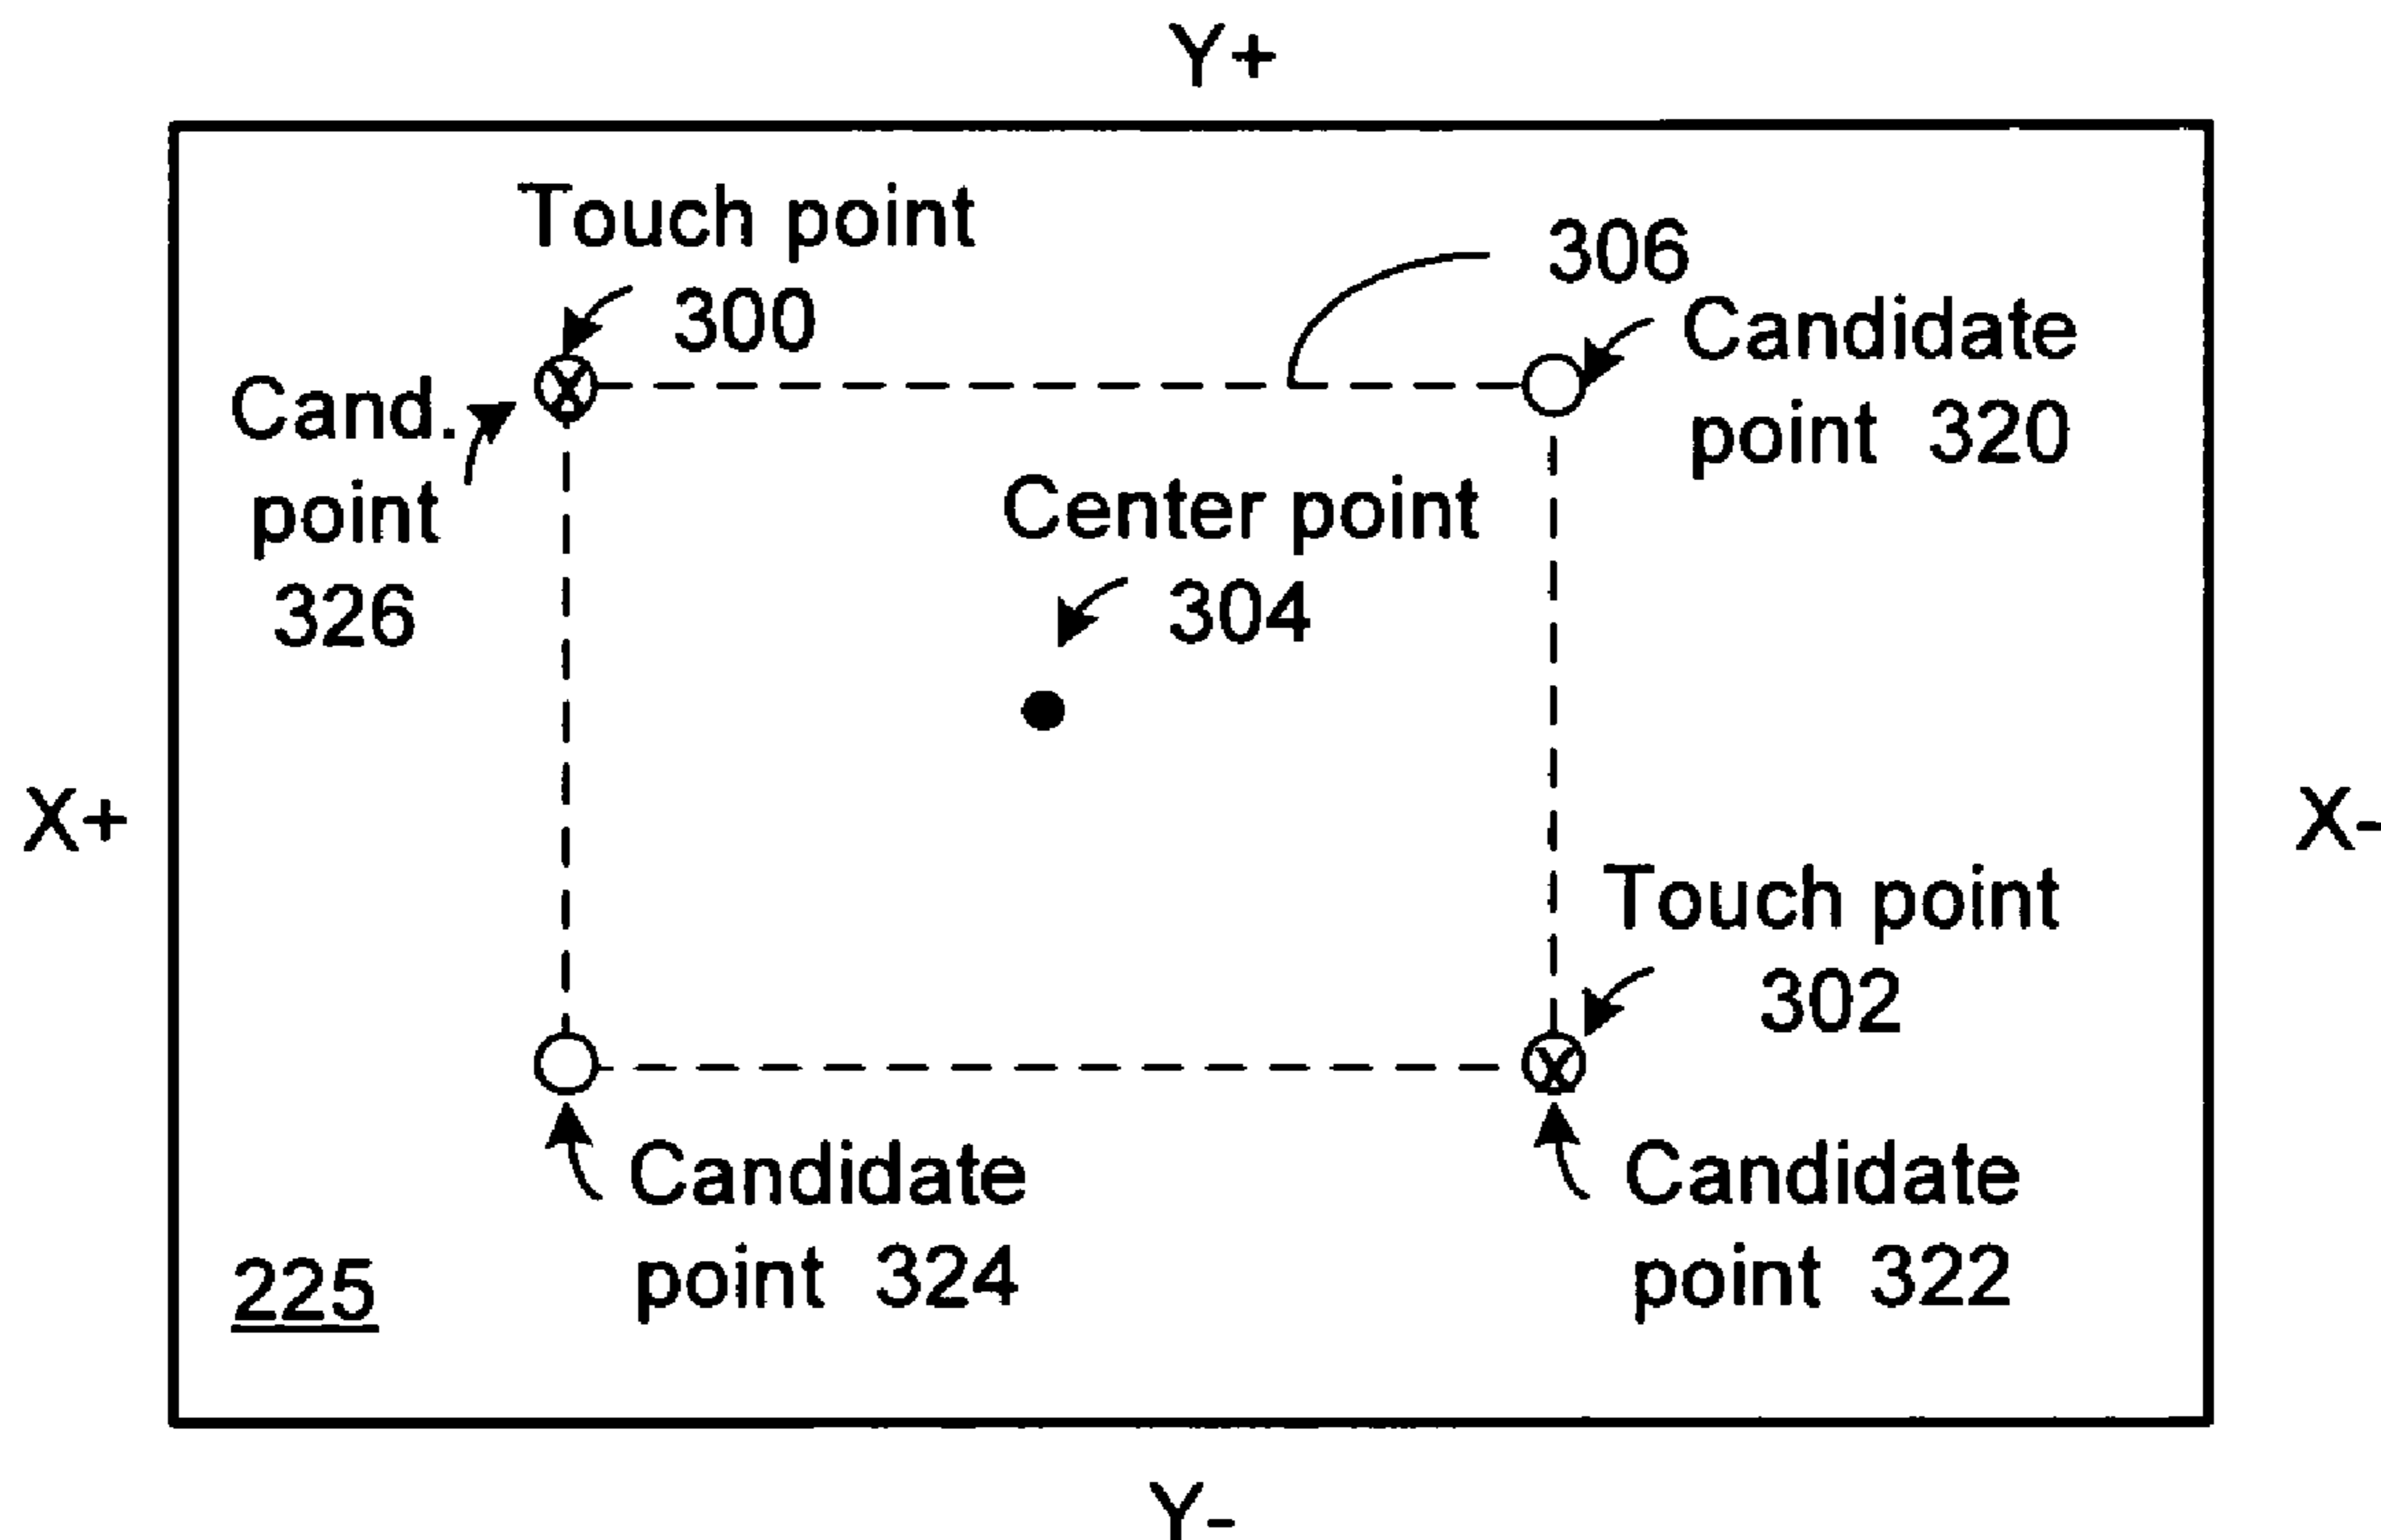 Y+
Touch point
300
306
Candidate
point 320
Cand.
point
326
Center point
304
X+
X-
Touch point
302
Candidate
point 324
Candidate
point 322
225
Y-